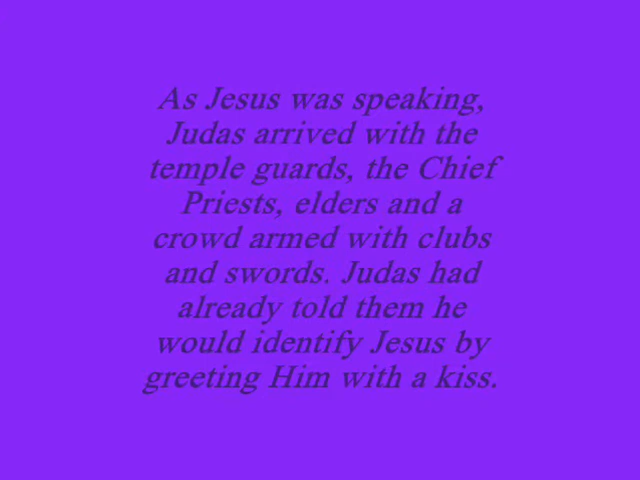 As Jesus was speaking,
Judas arrived with the
temple guards, the Chief
Priests, elders and a
crowd armed with clubs
and swords. Judas had
already told them he
would identify Jesus by
greeting Him with a kiss.